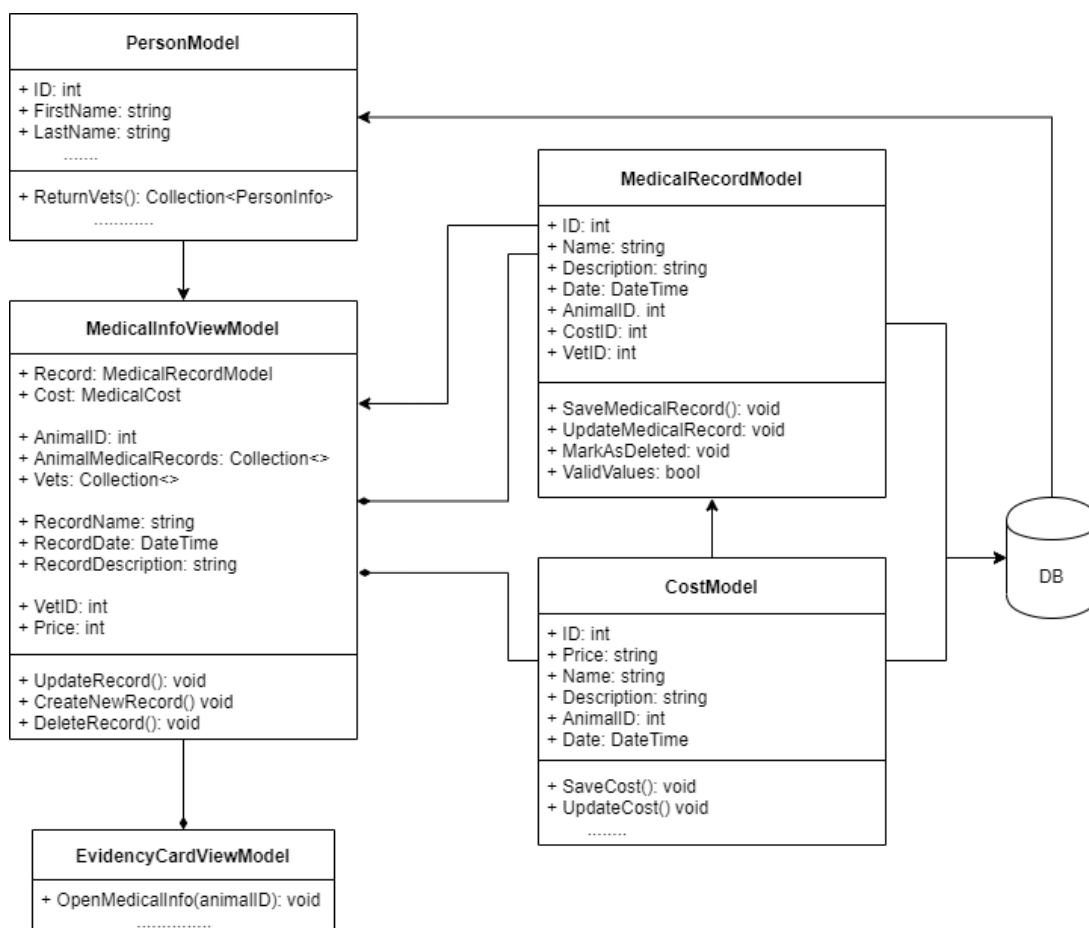 PersonModel
+ ID: int
+ FirstName: string
+ LastName: string
.......
+ ReturnVets(): Collection<PersonInfo>
............
MedicalInfoViewModel
+ Record: MedicalRecordModel
+ Cost: MedicalCost
+ AnimalID: int
+ AnimalMedicalRecords: Collection<>
+ Vets: Collection<>
+ RecordName: string
+ RecordDate: DateTime
+ RecordDescription: string
+ VetID: int
+ Price: int
+ UpdateRecord(): void
+ CreateNewRecord() void
+ DeleteRecord(): void
EvidencyCardViewModel
+ OpenMedicalInfo(animalID): void
...............
MedicalRecordModel
+ ID: int
+ Name: string
+ Description: string
+ Date: DateTime
+ AnimalID. int
+ CostID: int
+ VetID: int
+ SaveMedicalRecord(): void
+ UpdateMedicalRecord: void
+ MarkAsDeleted: void
+ ValidValues: bool
CostModel
+ ID: int
+ Price: string
+ Name: string
+ Description: string
+ AnimalID: int
+ Date: DateTime
+ SaveCost(): void
+ UpdateCost() void
........
DB